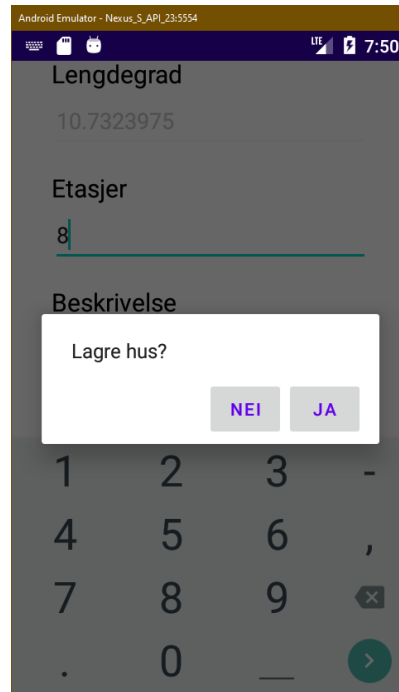 Android Emulator - Nexus_S_API_23:5554
LTE 7:50
Lengdegrad
10.7323975
Etasjer
8
Beskrivelse
Lagre hus?
NEI JA
1 2 3 -
4 5 6 ,
7 8 9
. 0 _